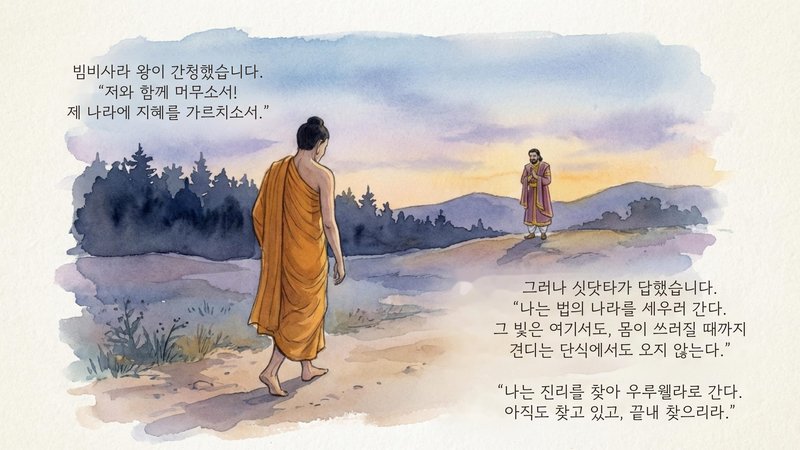 빔비사라 왕이 간청했습니다.
“저와 함께 머무소서!
제 나라에 지혜를 가르치소서.”
그러나 싯닷타가 답했습니다.
“나는 법의 나라를 세우러 간다.
그 빛은 여기서도, 몸이 쓰러질 때까지
견디는 단식에서도 오지 않는다.”
“나는 진리를 찾아 우루웰라로 간다.
아직도 찾고 있고, 끝내 찾으리라.”